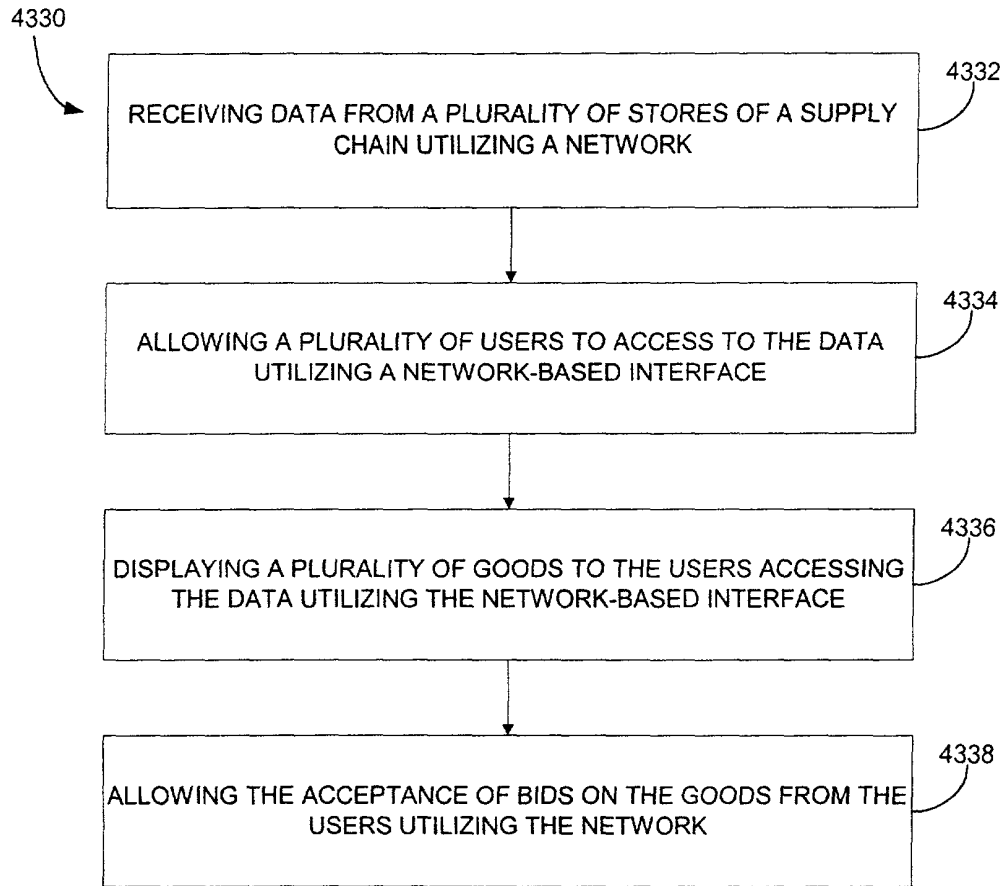 4330
4332
RECEIVING DATA FROM A PLURALITY OF STORES OF A SUPPLY
CHAIN UTILIZING A NETWORK
4334
ALLOWING A PLURALITY OF USERS TO ACCESS TO THE DATA
UTILIZING A NETWORK-BASED INTERFACE
4336
DISPLAYING A PLURALITY OF GOODS TO THE USERS ACCESSING
THE DATA UTILIZING THE NETWORK-BASED INTERFACE
4338
ALLOWING THE ACCEPTANCE OF BIDS ON THE GOODS FROM THE
USERS UTILIZING THE NETWORK